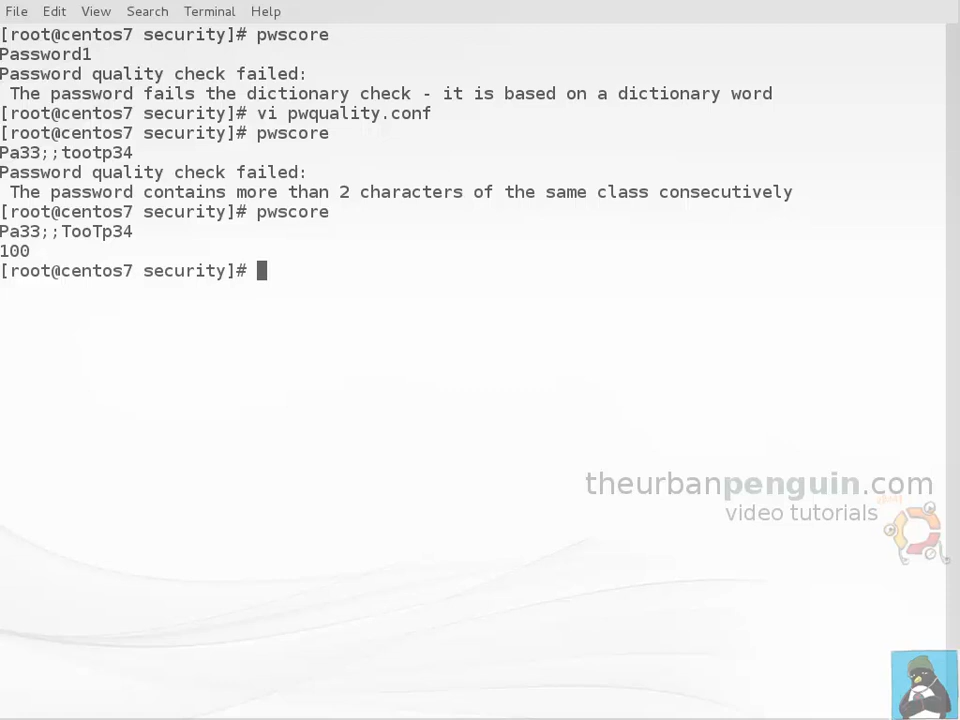 File Edit View Search Terminal Help
[root@centos7 security]# pwscore
Password1
Password quality check failed:
 The password fails the dictionary check - it is based on a dictionary word
[root@centos7 security]# vi pwquality.conf
[root@centos7 security]# pwscore
Pa33;;tootp34
Password quality check failed:
 The password contains more than 2 characters of the same class consecutively
[root@centos7 security]# pwscore
Pa33;;TooTp34
100
[root@centos7 security]#
theurbanpenguin.com
video tutorials